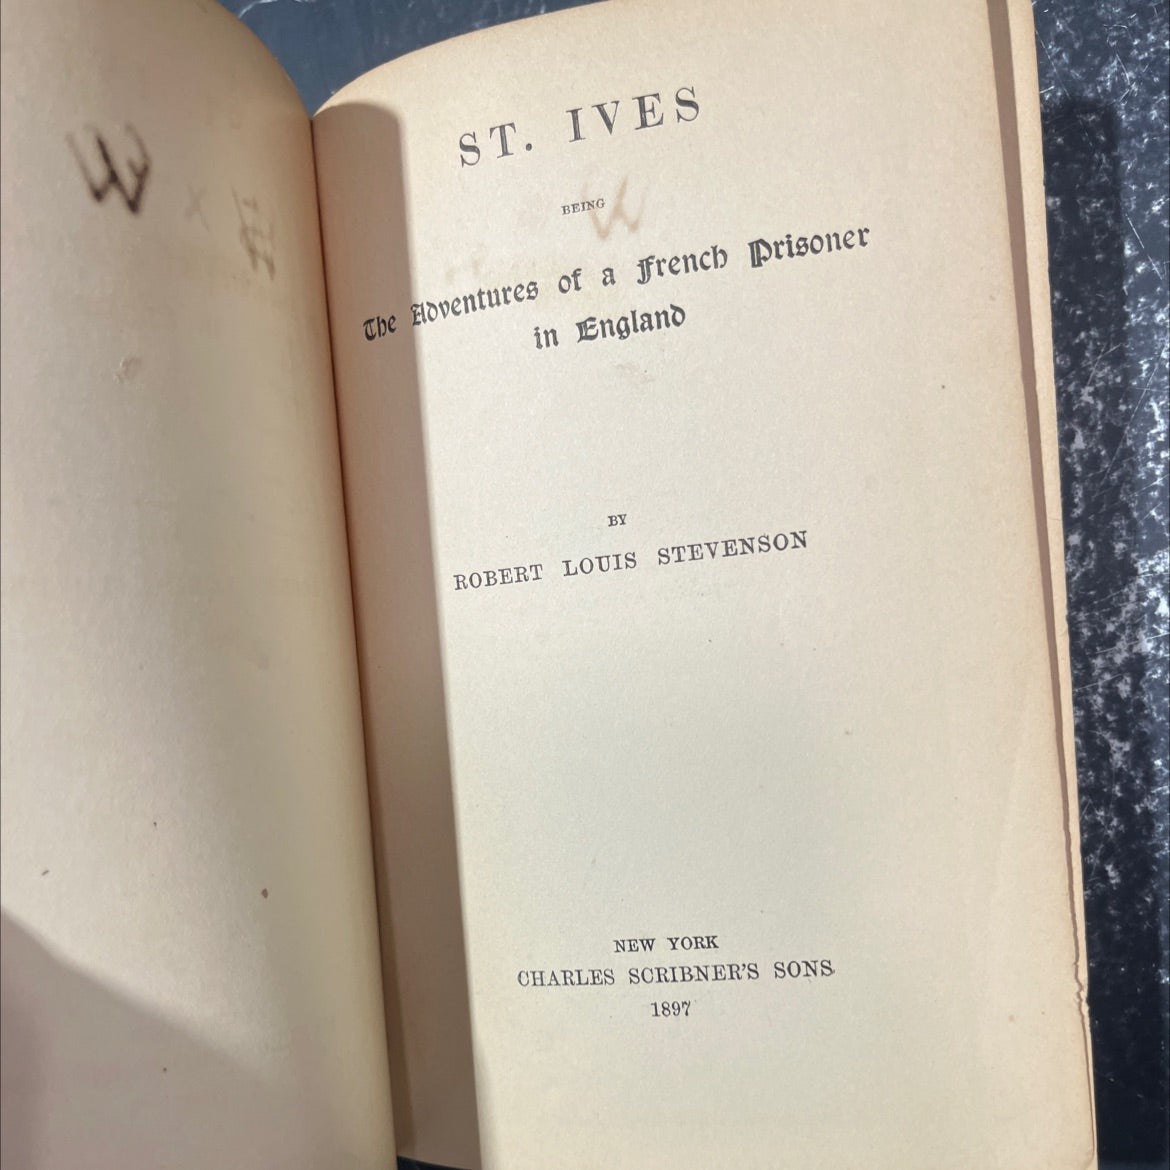 W
ST. IVES
BEING
The Adventures of a French Prisoner
in England
BY
ROBERT LOUIS STEVENSON
NEW YORK
CHARLES SCRIBNER'S SONS
1897